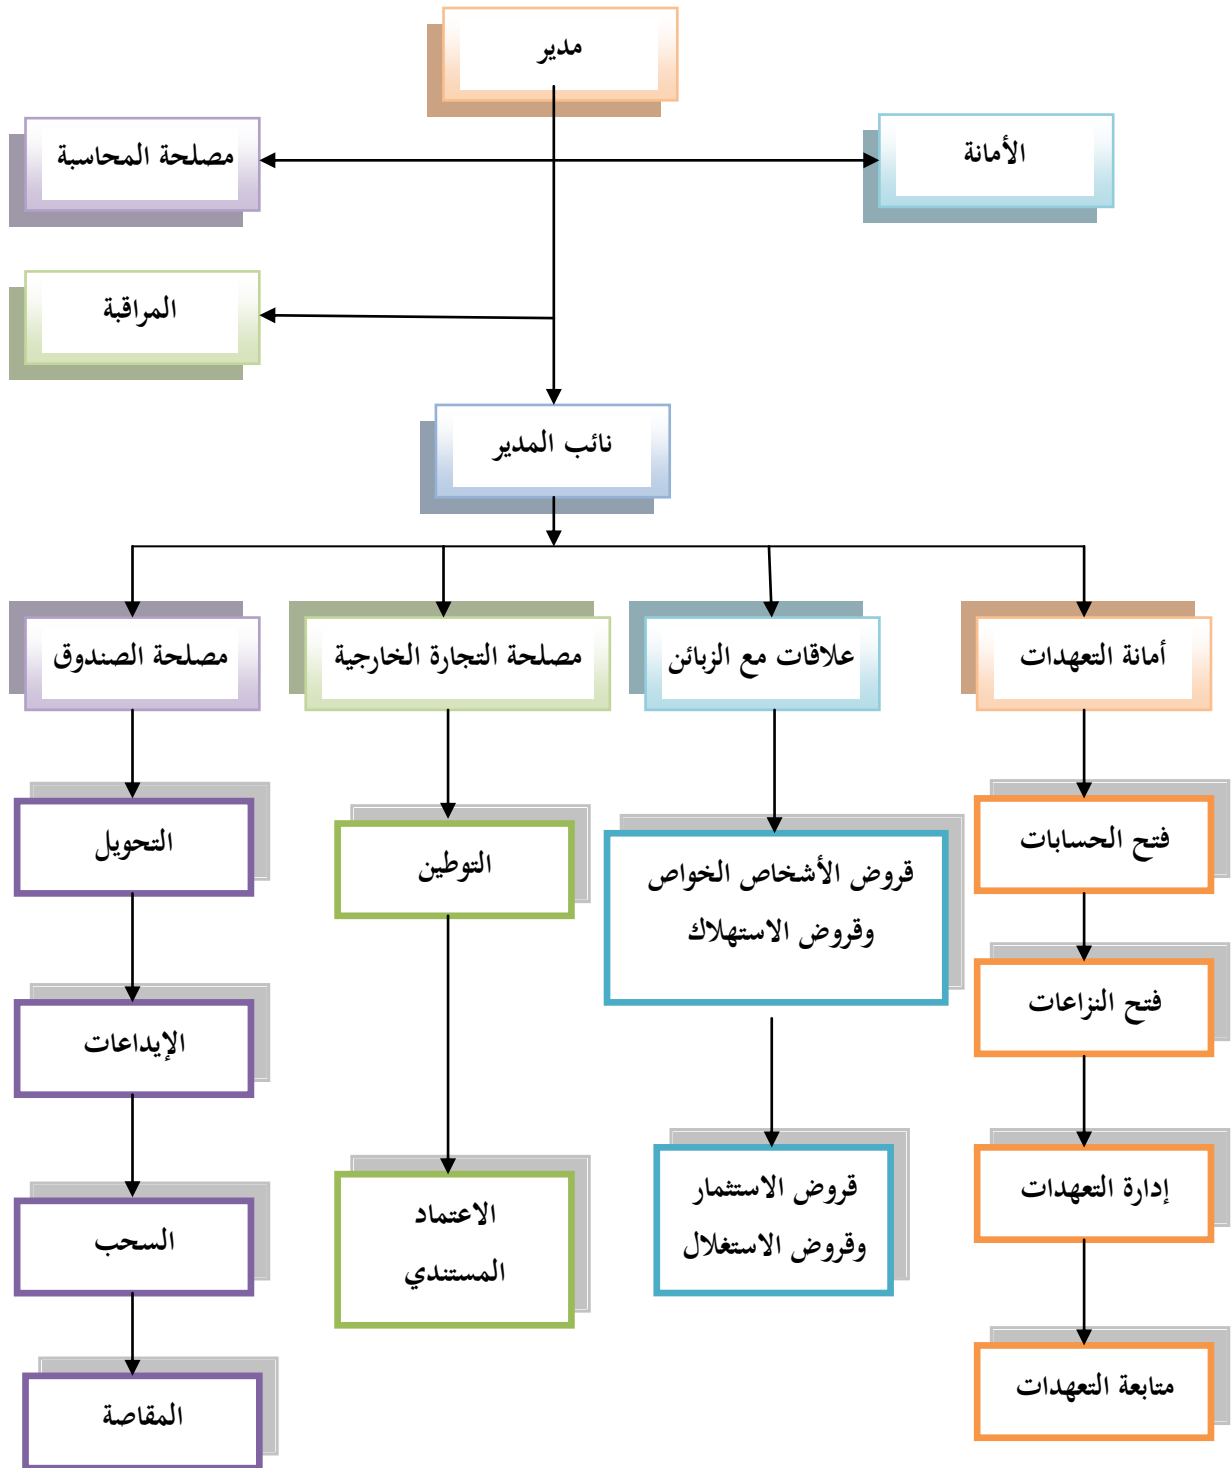 مدير
الأمانة
مصلحة المحاسبة
المراقبة
نائب المدير
أمانة التعهدات
علاقات مع الزبائن
مصلحة التجارة الخارجية
مصلحة الصندوق
فتح الحسابات
فتح النزاعات
إدارة التعهدات
متابعة التعهدات
قروض الأشخاص الخواص
وقروض الاستهلاك
قروض الاستثمار
وقروض الاستغلال
التوطين
الاعتماد
المستندي
التحويل
الإيداعات
السحب
المقاصة